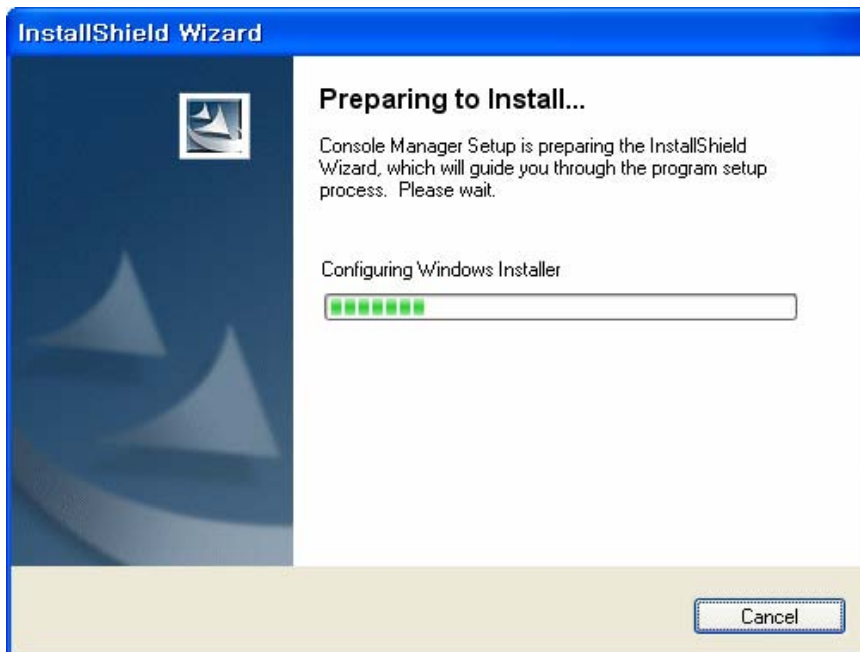 InstallShield Wizard
Preparing to Install...
Console Manager Setup is preparing the InstallShield
Wizard, which will guide you through the program setup
process.  Please wait.
Configuring Windows Installer
Cancel